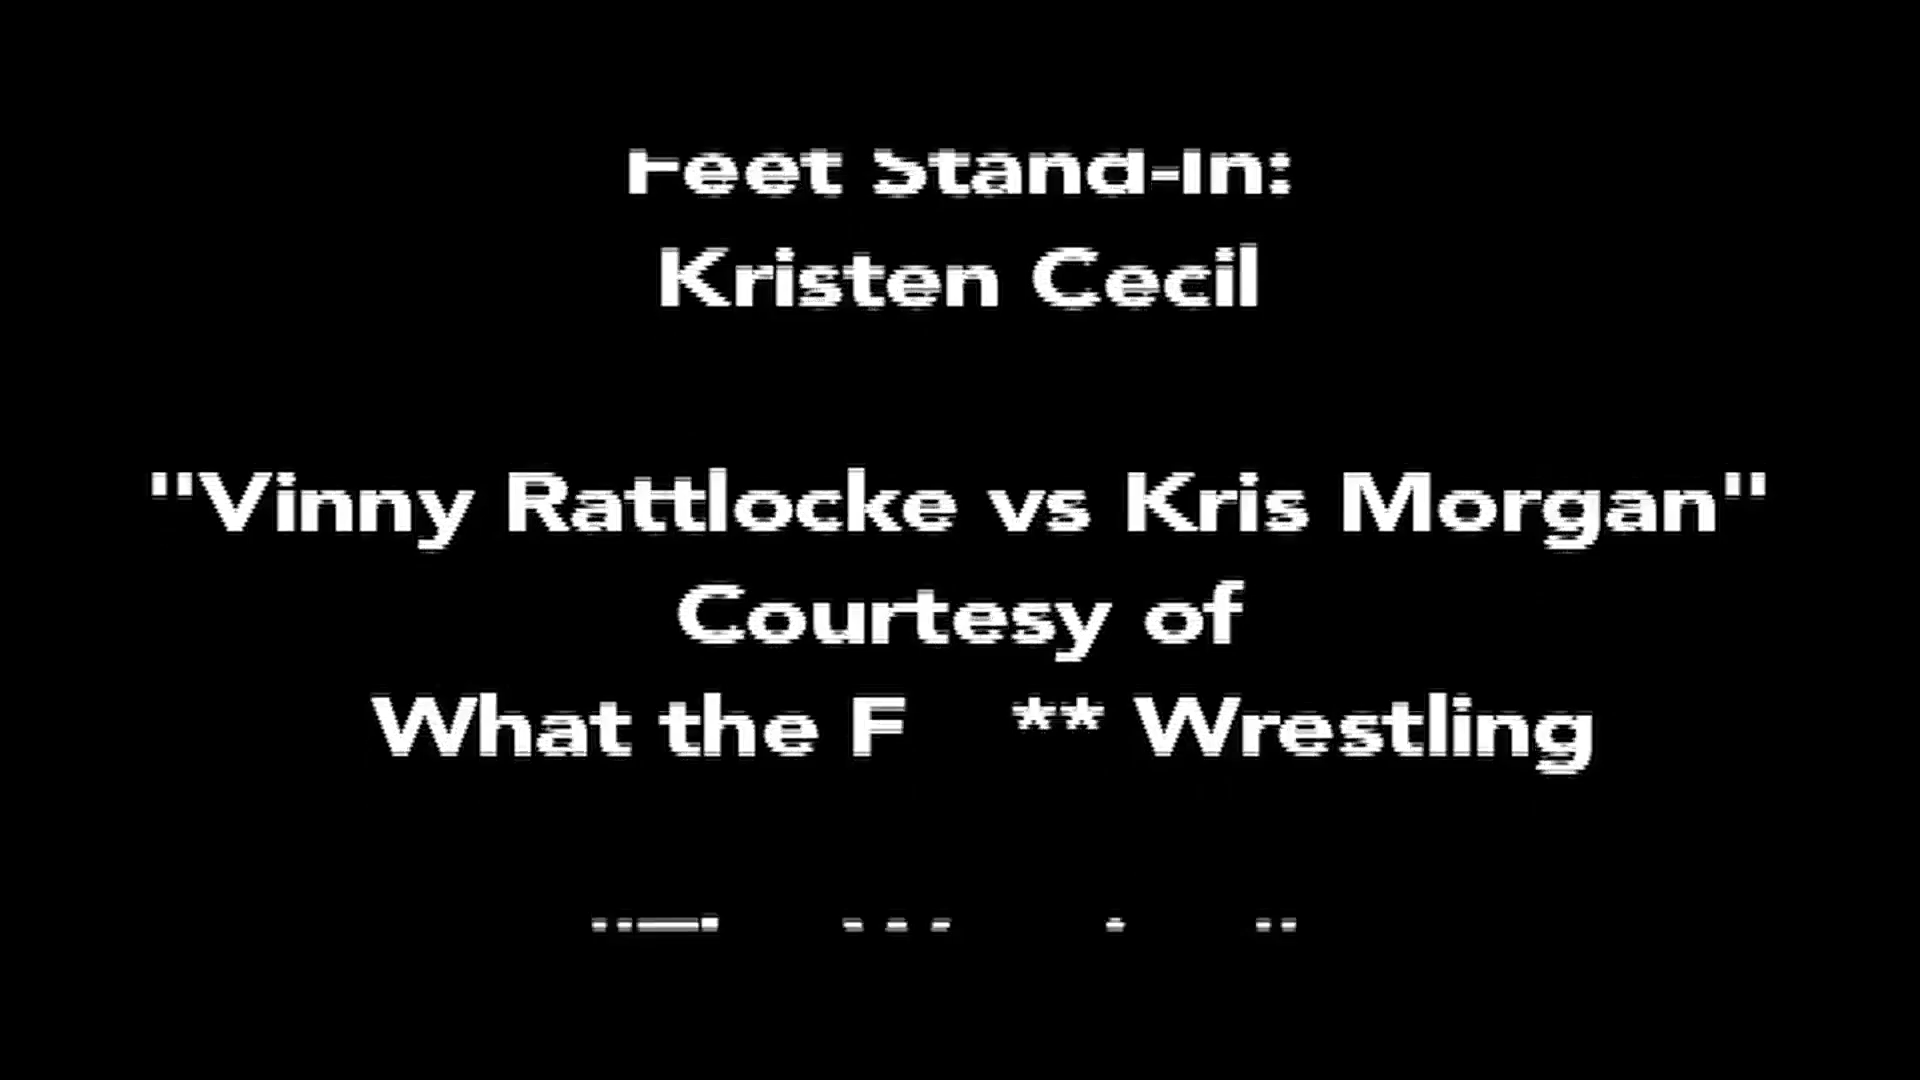 Feet Stand-In:
Kristen Cecil
"Vinny Rattlocke vs Kris Morgan"
Courtesy of
What the F ** Wrestling